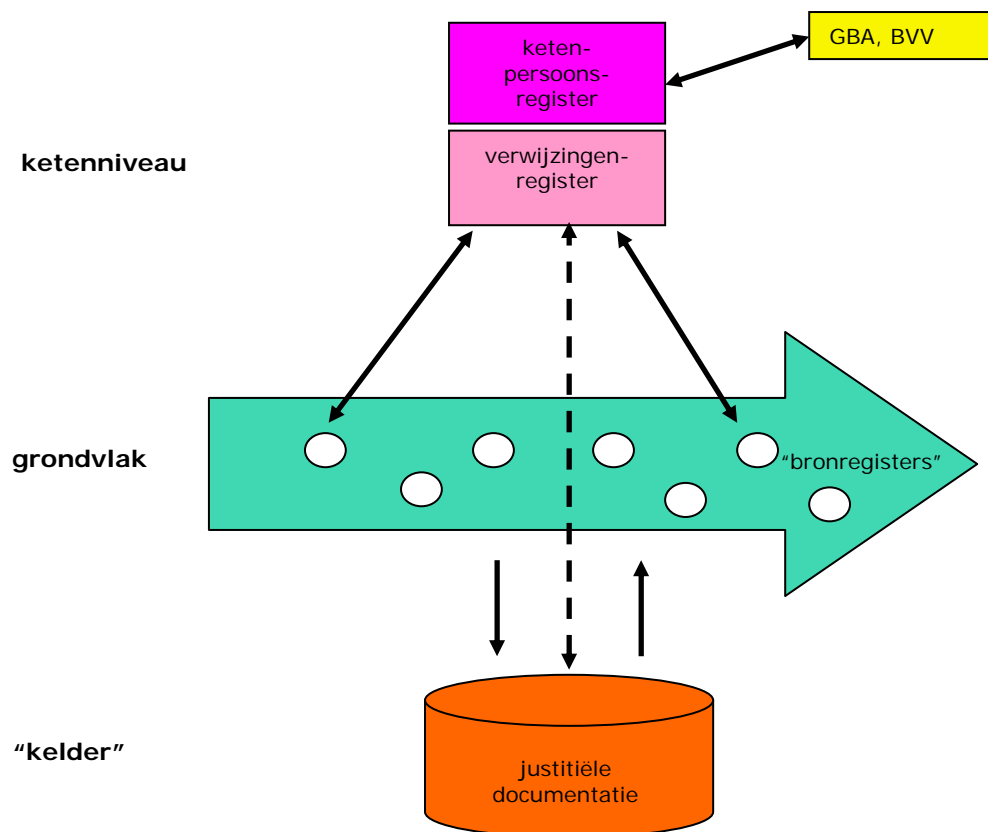 GBA, BVV
keten-
persoons-
register
ketenniveau
verwijzingen-
register
grondvlak
“bronregisters”
“kelder”
justitiële
documentatie